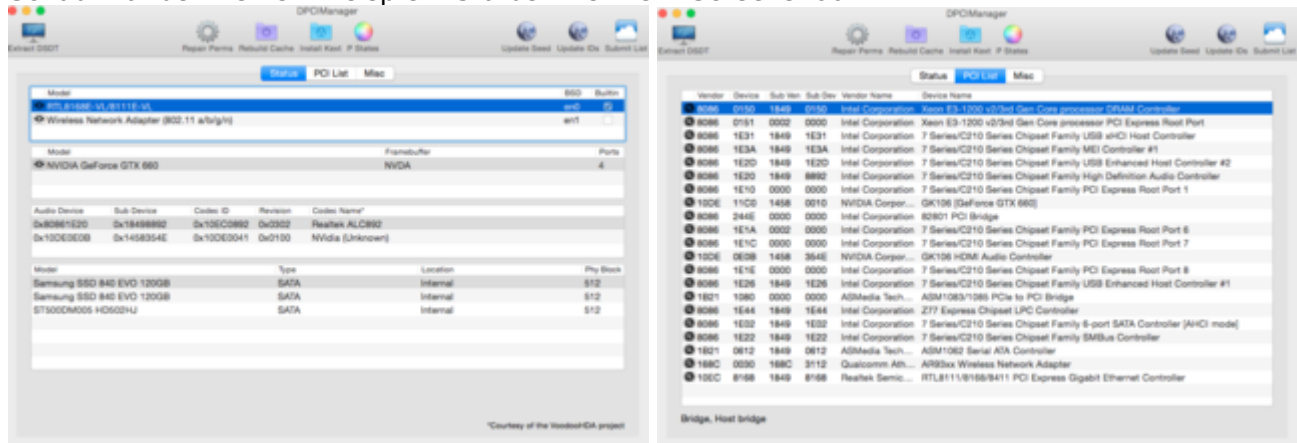 DPCIManager
Extract DSDT Repair Perms Rebuild Cache Install Kext P States Update Seed Update IDs Submit List
Status PCI List Misc
Model BSD Builtin
RTL8168E-VL/8111E-VL en0
Wireless Network Adapter (802.11 a/b/g/n) en1
Model Framebuffer Ports
NVIDIA GeForce GTX 660 NVDA 4
Audio Device Sub Device Codec ID Revision Codec Name*
0x80861E20 0x18498892 0x10EC0892 0x0302 Realtek ALC892
0x10DE0E0B 0x1458354E 0x10DE0041 0x0100 NVidia (Unknown)
Model Type Location Phy Block
Samsung SSD 840 EVO 120GB SATA Internal 512
Samsung SSD 840 EVO 120GB SATA Internal 512
ST500DM005 HD502HJ SATA Internal 512
*Courtesy of the VoodooHDA project
DPCIManager
Extract DSDT Repair Perms Rebuild Cache Install Kext P States Update Seed Update IDs Submit List
Status PCI List Misc
Vendor Device Sub Ven Sub Dev Vendor Name Device Name
8086 0150 1849 0150 Intel Corporation Xeon E3-1200 v2/3rd Gen Core processor DRAM Controller
8086 0151 0002 0000 Intel Corporation Xeon E3-1200 v2/3rd Gen Core processor PCI Express Root Port
8086 1E31 1849 1E31 Intel Corporation 7 Series/C210 Series Chipset Family USB xHCI Host Controller
8086 1E3A 1849 1E3A Intel Corporation 7 Series/C210 Series Chipset Family MEI Controller #1
8086 1E2D 1849 1E2D Intel Corporation 7 Series/C210 Series Chipset Family USB Enhanced Host Controller #2
8086 1E20 1849 8892 Intel Corporation 7 Series/C210 Series Chipset Family High Definition Audio Controller
8086 1E10 0000 0000 Intel Corporation 7 Series/C210 Series Chipset Family PCI Express Root Port 1
10DE 11C0 1458 0010 NVIDIA Corpor... GK106 [GeForce GTX 660]
8086 244E 0000 0000 Intel Corporation 82801 PCI Bridge
8086 1E1A 0002 0000 Intel Corporation 7 Series/C210 Series Chipset Family PCI Express Root Port 6
8086 1E1C 0000 0000 Intel Corporation 7 Series/C210 Series Chipset Family PCI Express Root Port 7
10DE 0E0B 1458 354E NVIDIA Corpor... GK106 HDMI Audio Controller
8086 1E1E 0000 0000 Intel Corporation 7 Series/C210 Series Chipset Family PCI Express Root Port 8
8086 1E26 1849 1E26 Intel Corporation 7 Series/C210 Series Chipset Family USB Enhanced Host Controller #1
1B21 1080 0000 0000 ASMedia Tech... ASM1083/1085 PCIe to PCI Bridge
8086 1E44 1849 1E44 Intel Corporation Z77 Express Chipset LPC Controller
8086 1E02 1849 1E02 Intel Corporation 7 Series/C210 Series Chipset Family 6-port SATA Controller [AHCI mode]
8086 1E22 1849 1E22 Intel Corporation 7 Series/C210 Series Chipset Family SMBus Controller
1B21 0612 1849 0612 ASMedia Tech... ASM1062 Serial ATA Controller
168C 0030 168C 3112 Qualcomm Ath... AR93xx Wireless Network Adapter
10EC 8168 1849 8168 Realtek Semic... RTL8111/8168/8411 PCI Express Gigabit Ethernet Controller
Bridge, Host bridge